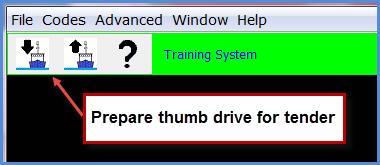 File Codes Advanced Window Help
? Training System
Prepare thumb drive for tender